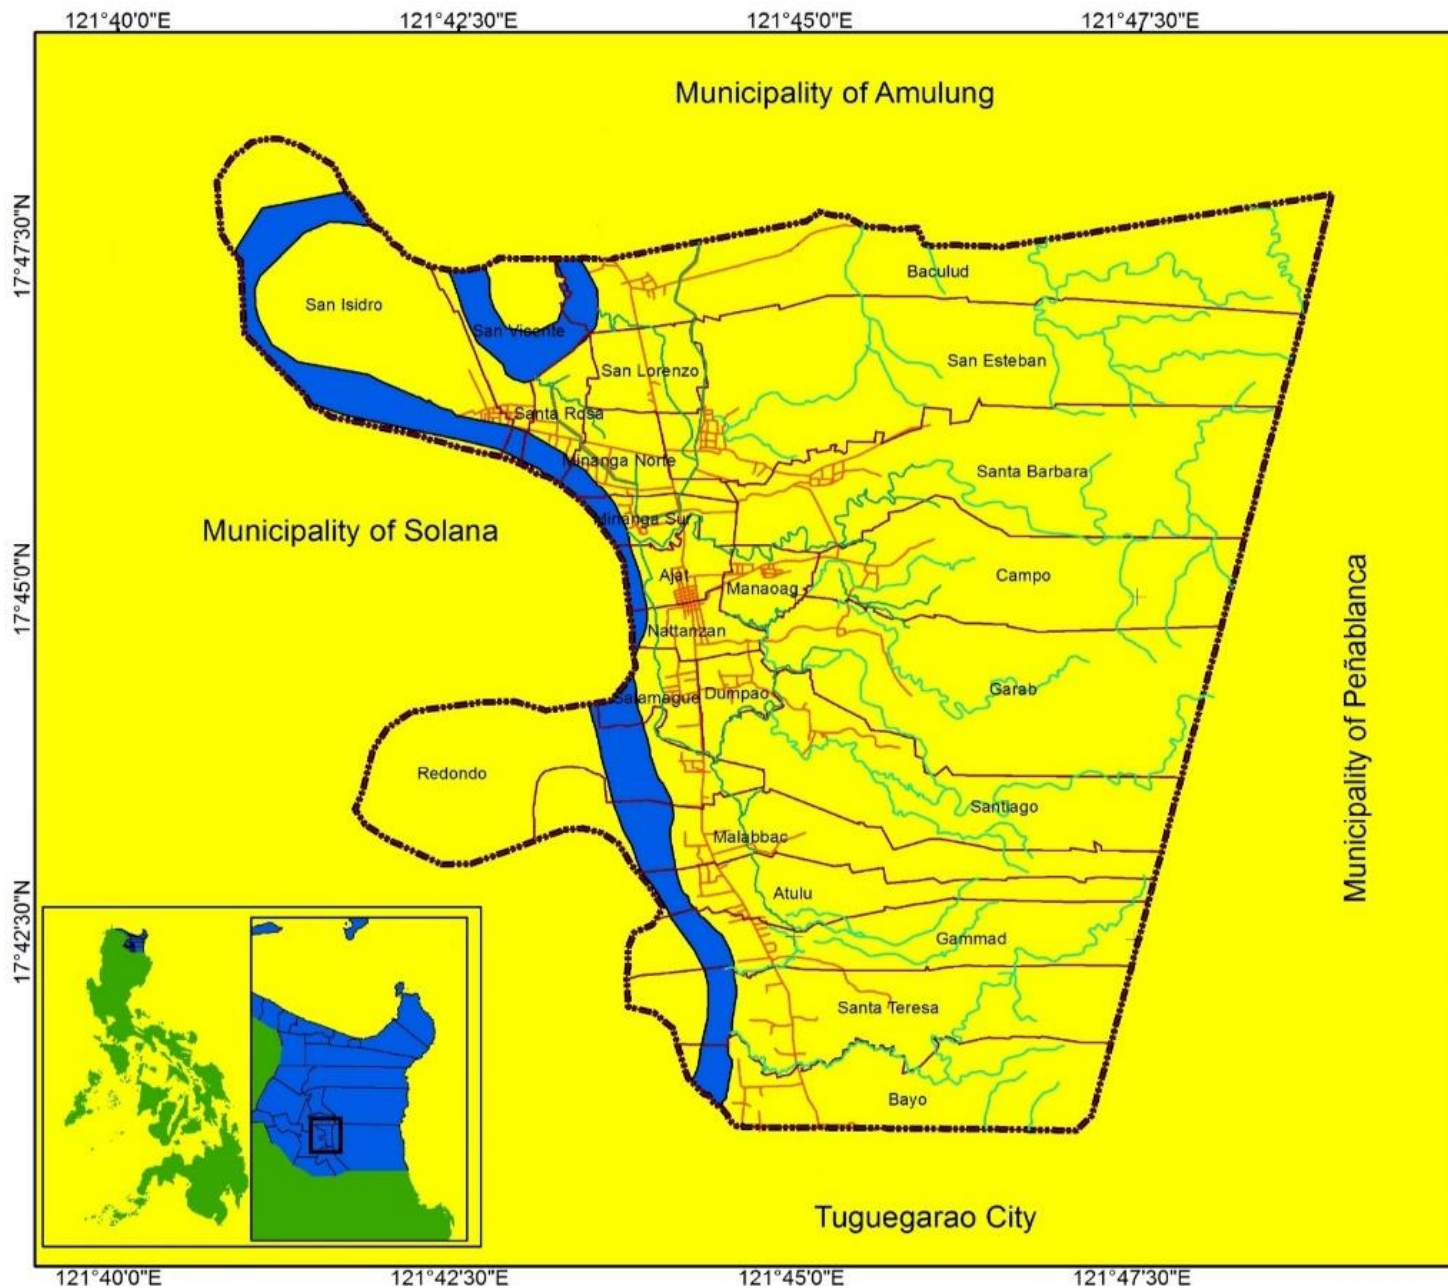 121°40'0"E
121°42'30"E
121°45'0"E
121°47'30"E
Municipality of Amulung
17°47'30"N
Baculud
San Isidro
San Vicente
San Esteban
San Lorenzo
Santa Rosa
Minanga Norte
Santa Barbara
Minanga Sur
Municipality of Solana
17°45'0"N
Ajat
Campo
Manaoag
Nattanzan
Garab
Dumpao
Salamague
Municipality of Peñablanca
Redondo
Santiago
Malabbac
Atulu
17°42'30"N
Gammad
Santa Teresa
Bayo
Tuguegarao City
121°40'0"E
121°42'30"E
121°45'0"E
121°47'30"E